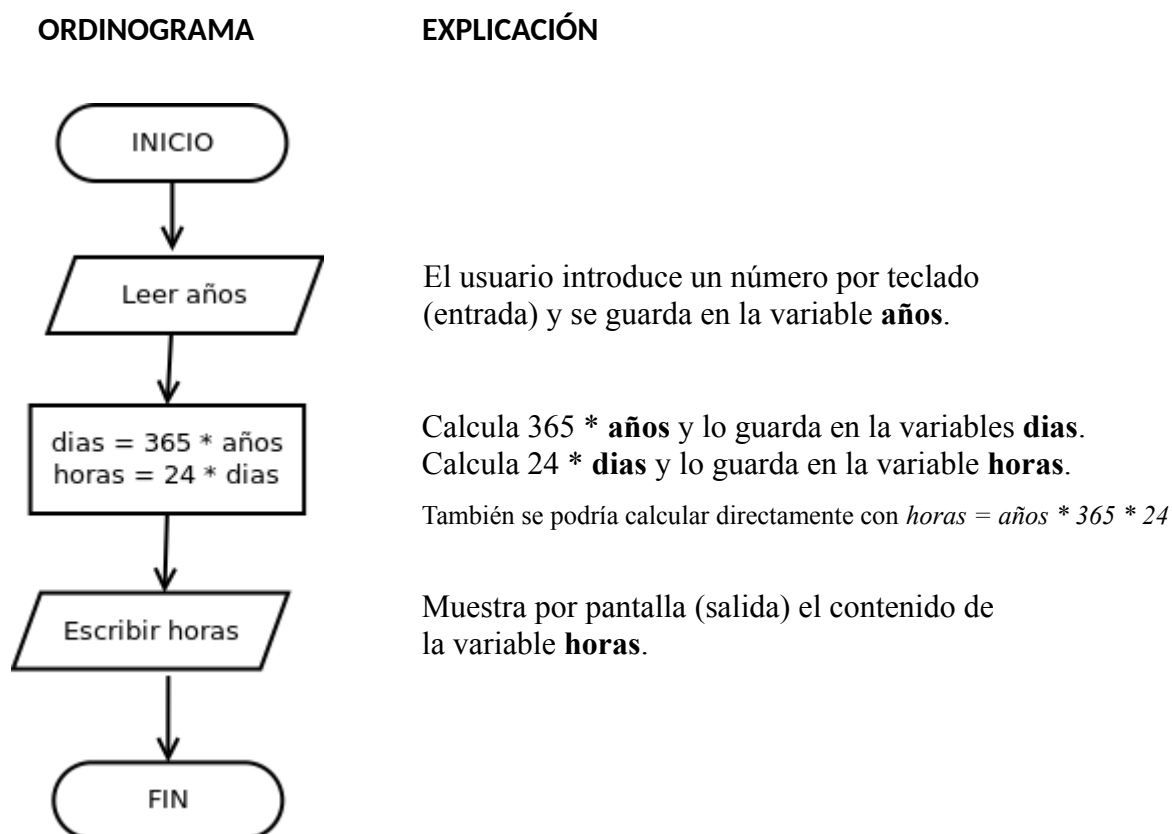 ORDINOGRAMA
EXPLICACIÓN
INICIO
Leer años
El usuario introduce un número por teclado
(entrada) y se guarda en la variable años.
dias = 365 * años
horas = 24 * dias
Calcula 365 * años y lo guarda en la variables dias.
Calcula 24 * dias y lo guarda en la variable horas.
También se podría calcular directamente con horas = años * 365 * 24
Escribir horas
Muestra por pantalla (salida) el contenido de
la variable horas.
FIN